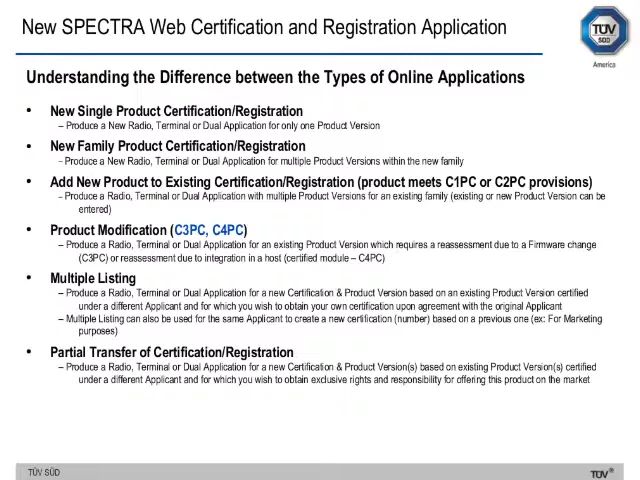 New SPECTRA Web Certification and Registration Application
TÜV
SÜD
America
Understanding the Difference between the Types of Online Applications
• New Single Product Certification/Registration
– Produce a New Radio, Terminal or Dual Application for only one Product Version
• New Family Product Certification/Registration
– Produce a New Radio, Terminal or Dual Application for multiple Product Versions within the new family
• Add New Product to Existing Certification/Registration (product meets C1PC or C2PC provisions)
– Produce a Radio, Terminal or Dual Application with multiple Product Versions for an existing family (existing or new Product Version can be
entered)
• Product Modification (C3PC, C4PC)
– Produce a Radio, Terminal or Dual Application for an existing Product Version which requires a reassessment due to a Firmware change
(C3PC) or reassessment due to integration in a host (certified module – C4PC)
• Multiple Listing
– Produce a Radio, Terminal or Dual Application for a new Certification & Product Version based on an existing Product Version certified
under a different Applicant and for which you wish to obtain your own certification upon agreement with the original Applicant
– Multiple Listing can also be used for the same Applicant to create a new certification (number) based on a previous one (ex: For Marketing
purposes)
• Partial Transfer of Certification/Registration
– Produce a Radio, Terminal or Dual Application for a new Certification & Product Version(s) based on existing Product Version(s) certified
under a different Applicant and for which you wish to obtain exclusive rights and responsibility for offering this product on the market
TÜV SÜD
TÜV®